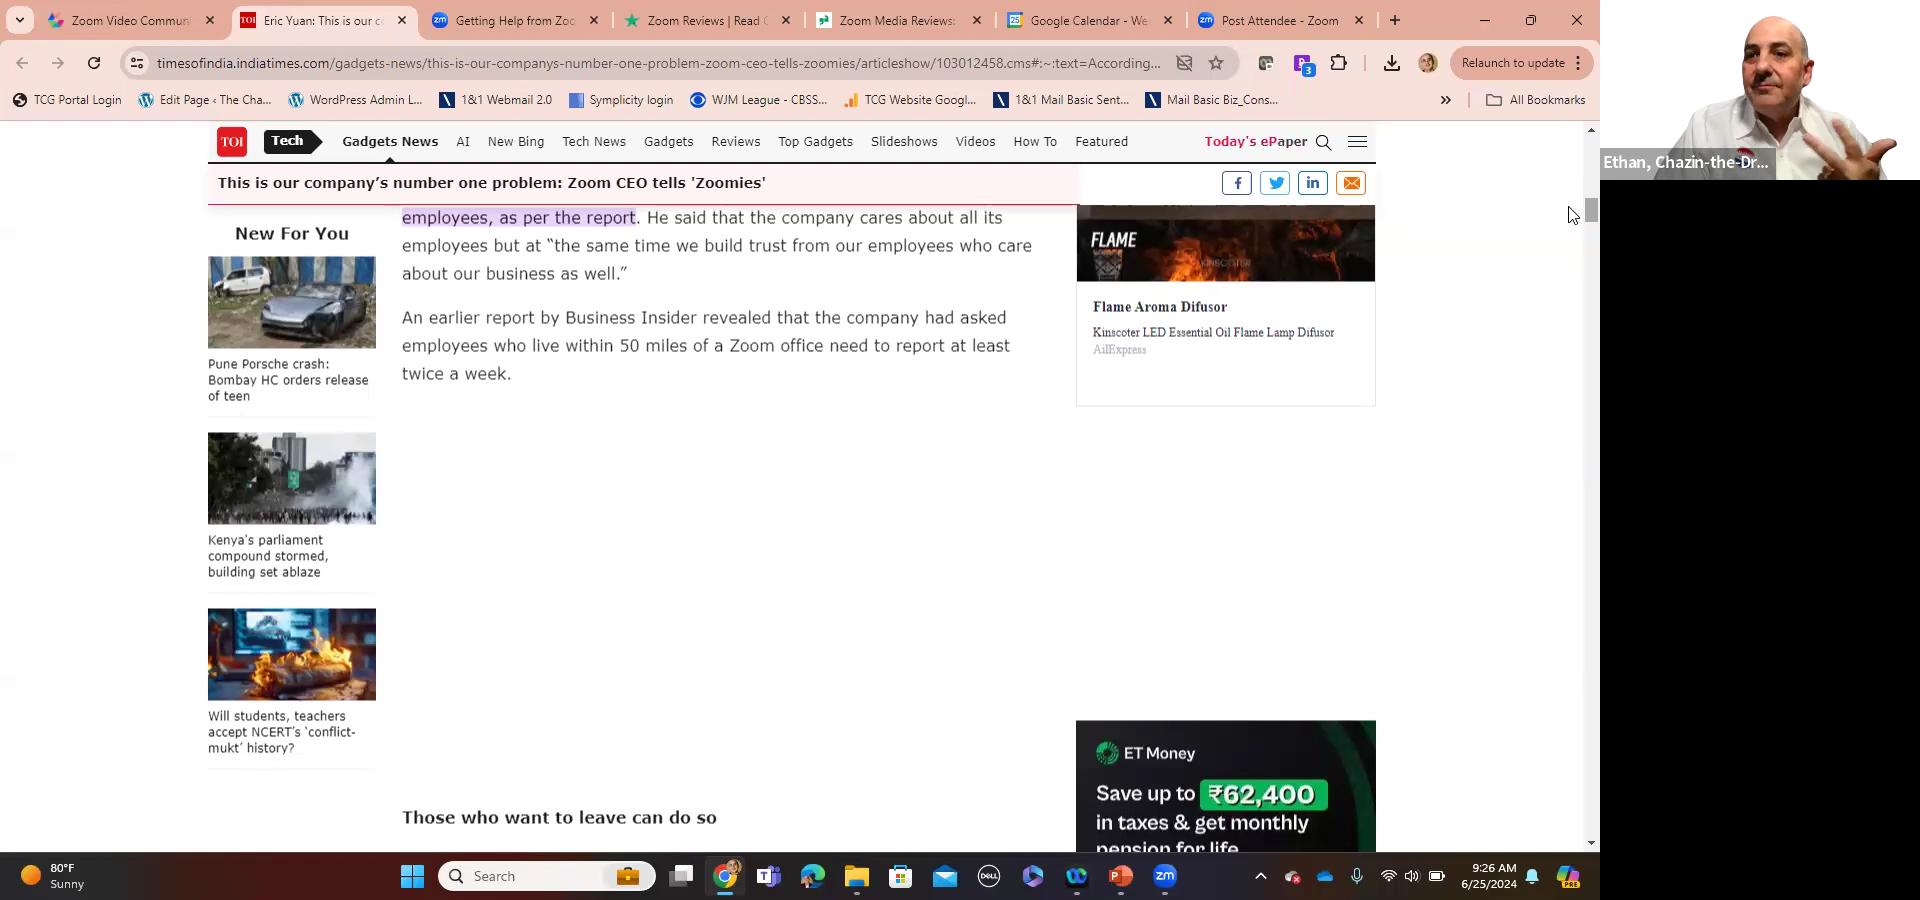 Zoom Video Commun
Eric Yuan: This is our co
Getting Help from Zoo
Zoom Reviews | Read C
Zoom Media Reviews:
Google Calendar - We
Post Attendee - Zoom
timesofindia.indiatimes.com/gadgets-news/this-is-our-companys-number-one-problem-zoom-ceo-tells-zoomies/articleshow/103012458.cms#:~:text=According...
3
Relaunch to update
TCG Portal Login
Edit Page ‹ The Cha...
WordPress Admin L...
1&1 Webmail 2.0
Symplicity login
WJM League - CBSS...
TCG Website Googl...
1&1 Mail Basic Sent...
Mail Basic Biz_Cons...
»
All Bookmarks
TOI
Tech
Gadgets News
AI
New Bing
Tech News
Gadgets
Reviews
Top Gadgets
Slideshows
Videos
How To
Featured
Today's ePaper
This is our company’s number one problem: Zoom CEO tells 'Zoomies'
employees, as per the report. He said that the company cares about all its
employees but at “the same time we build trust from our employees who care
about our business as well.”
An earlier report by Business Insider revealed that the company had asked
employees who live within 50 miles of a Zoom office need to report at least
twice a week.
Those who want to leave can do so
New For You
Pune Porsche crash:
Bombay HC orders release
of teen
Kenya's parliament
compound stormed,
building set ablaze
Will students, teachers
accept NCERT’s ‘conflict-
mukt’ history?
FLAME
KINSCOTER
Flame Aroma Difusor
Kinscoter LED Essential Oil Flame Lamp Difusor
AilExpress
ET Money
Save up to ₹62,400
in taxes & get monthly
pension for life
Ethan, Chazin-the-Dr...
80°F
Sunny
Search
DELL
9:26 AM
6/25/2024
PRE